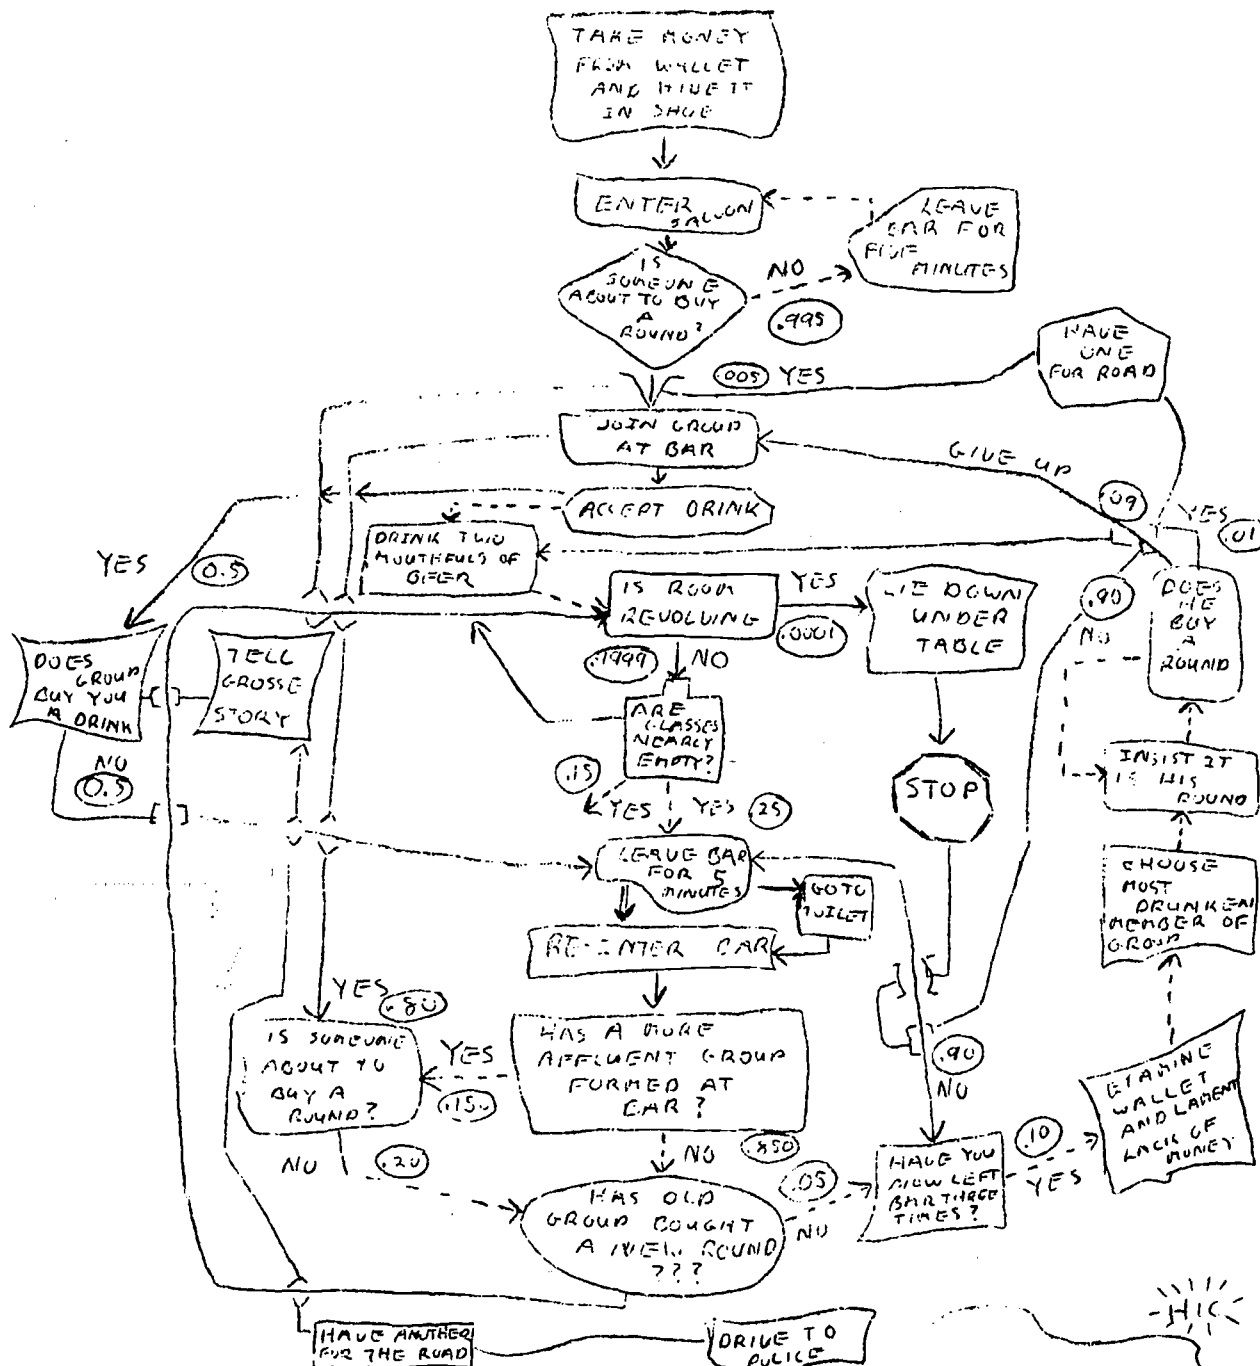 TAKE MONEY
FROM WALLET
AND HIDE IT
IN SHOE
ENTER
SALOON
LEAVE
BAR FOR
FIVE
MINUTES
IS
SOMEONE
ABOUT TO BUY
A
ROUND?
NO
.995
HAVE
ONE
FOR ROAD
.005 YES
JOIN GROUP
AT BAR
GIVE UP
ACCEPT DRINK
.09
YES
.01
DRINK TWO
MOUTHFULS OF
BEER
YES
0.5
IS ROOM
REVOLVING
YES
.0001
LIE DOWN
UNDER
TABLE
.90
NO
DOES
HE
BUY
A
ROUND
DOES
GROUP
BUY YOU
A DRINK
TELL
GROSSE
STORY
.1999
NO
ARE
GLASSES
NEARLY
EMPTY?
NO
0.5
.15
YES
YES
.25
STOP
INSIST IT
IS HIS
ROUND
LEAVE BAR
FOR 5
MINUTES
GO TO
TOILET
CHOOSE
MOST
DRUNKEN
MEMBER OF
GROUP
RE-ENTER BAR
YES
.80
IS SOMEONE
ABOUT TO
BUY A
ROUND?
YES
.150
HAS A MORE
AFFLUENT GROUP
FORMED AT
BAR?
.90
NO
EXAMINE
WALLET
AND LAMENT
LACK OF
MONEY
NO
.20
NO
.850
HAS OLD
GROUP BOUGHT
A NEW ROUND
???
.05
NO
HAVE YOU
NOW LEFT
BAR THREE
TIMES?
.10
YES
HAVE ANOTHER
FOR THE ROAD
DRIVE TO
POLICE
HIC